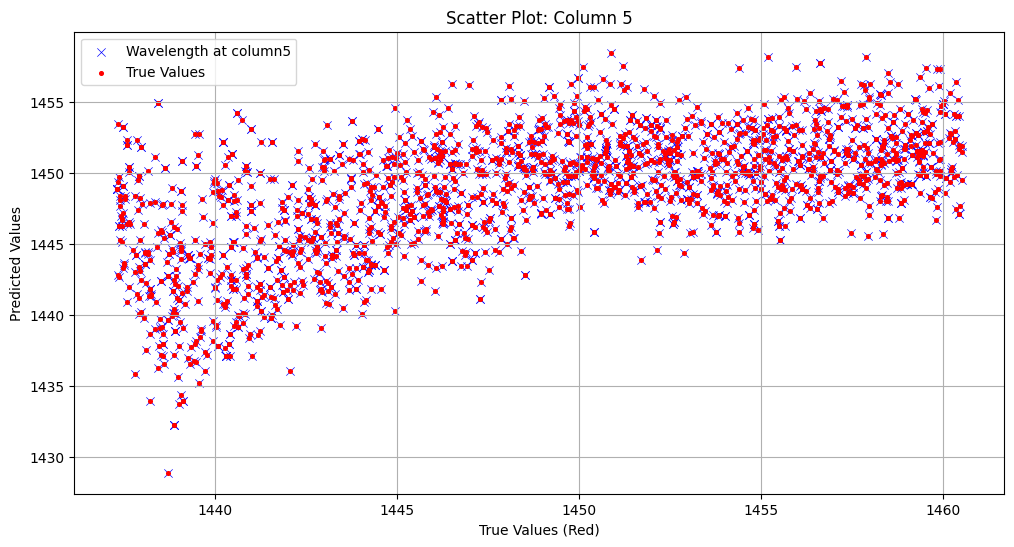 Scatter Plot: Column 5
Wavelength at column5
True Values
Predicted Values
1455
1450
1445
1440
1435
1430
1440 1445 1450 1455 1460
True Values (Red)